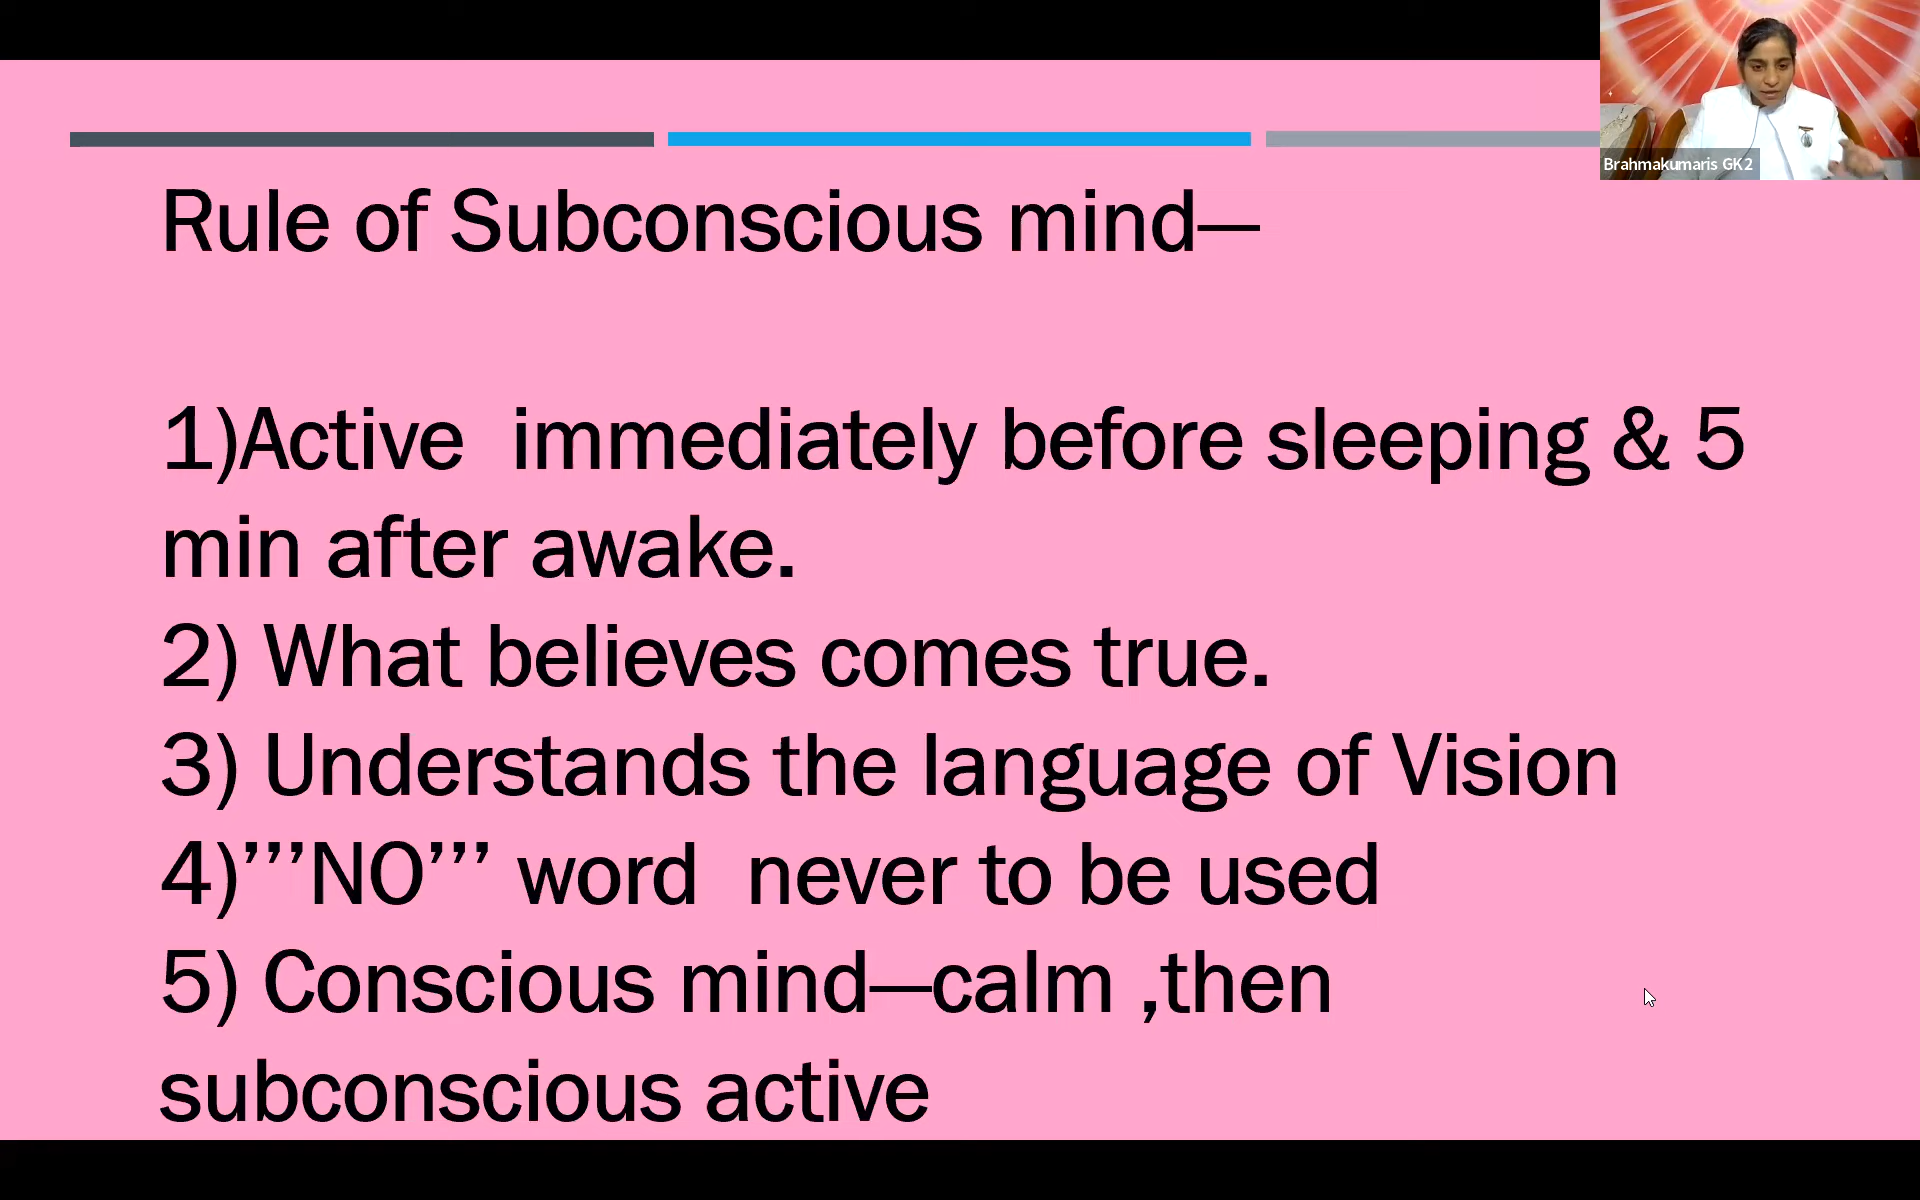 Brahmakumaris GK2
Rule of Subconscious mind—
1)Active  immediately before sleeping & 5
min after awake.
2) What believes comes true.
3) Understands the language of Vision
4)’’’NO’’’ word  never to be used
5) Conscious mind—calm ,then
subconscious active